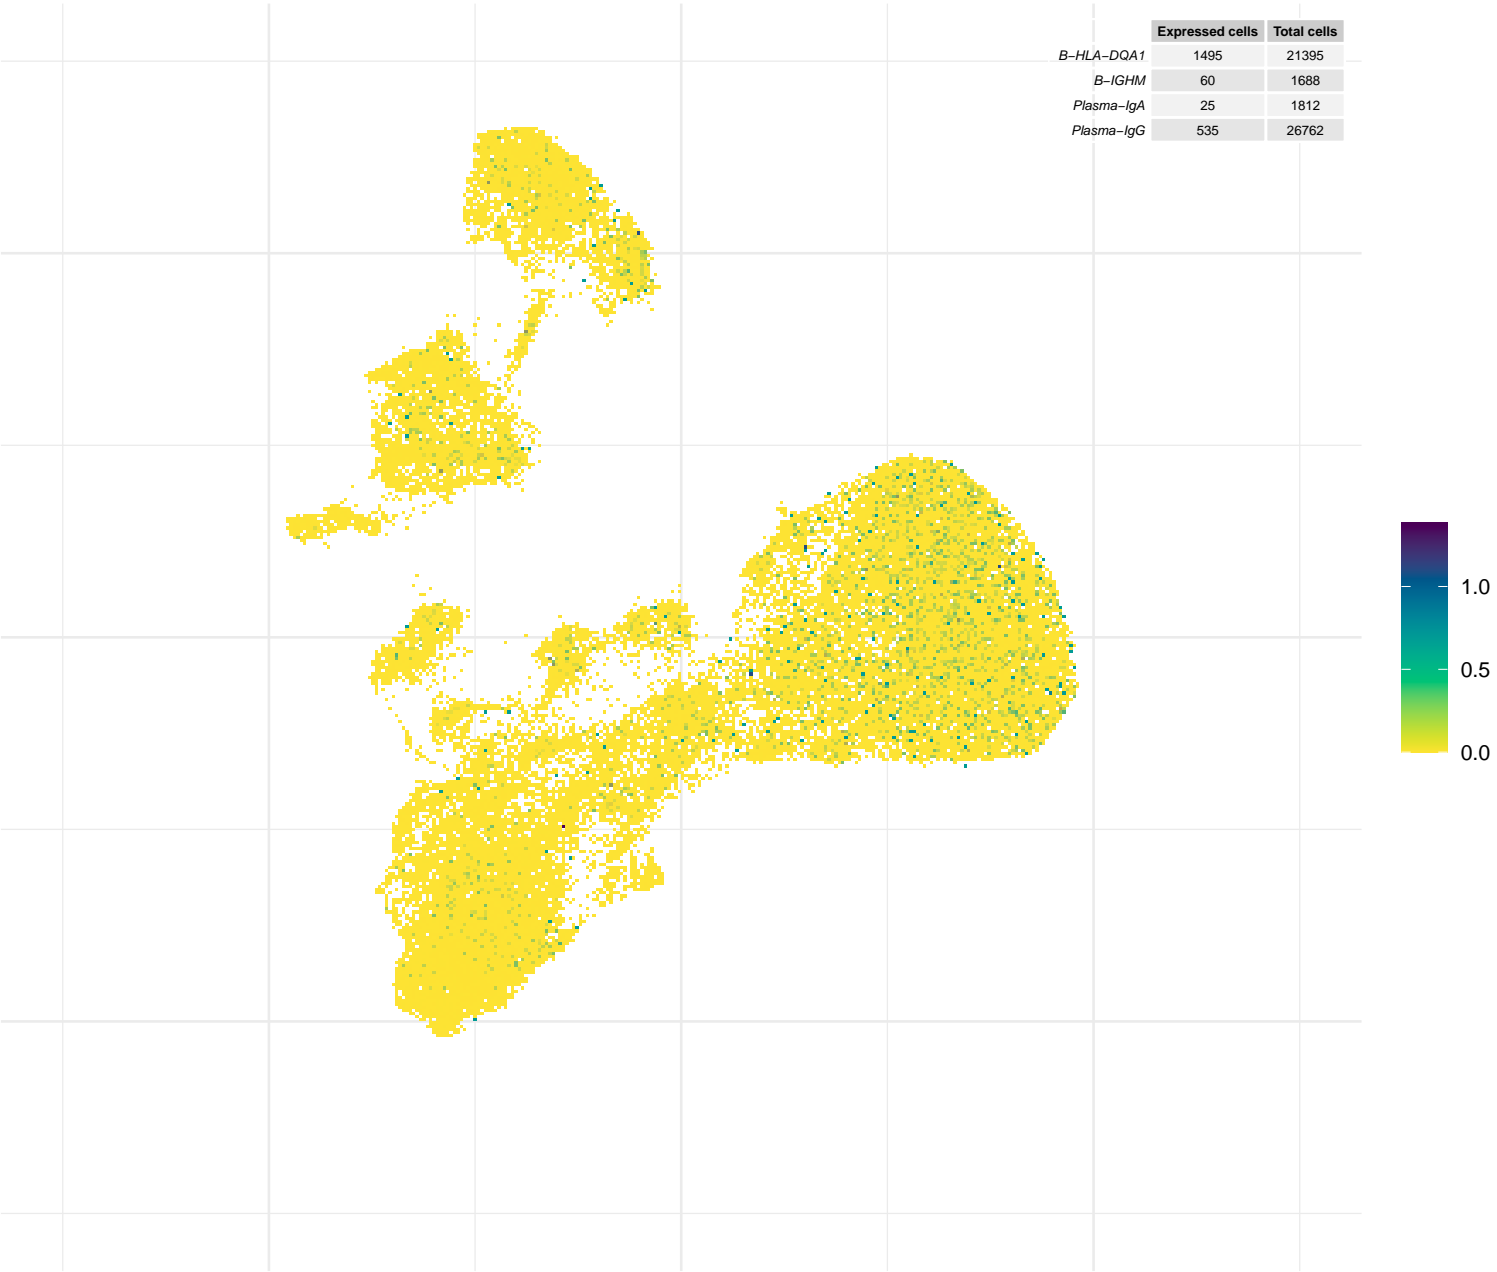 Expressed cells Total cells
B−HLA−DQA1 1495 21395
B−IGHM 60 1688
Plasma−IgA 25 1812
Plasma−IgG 535 26762
1.0
0.5
0.0